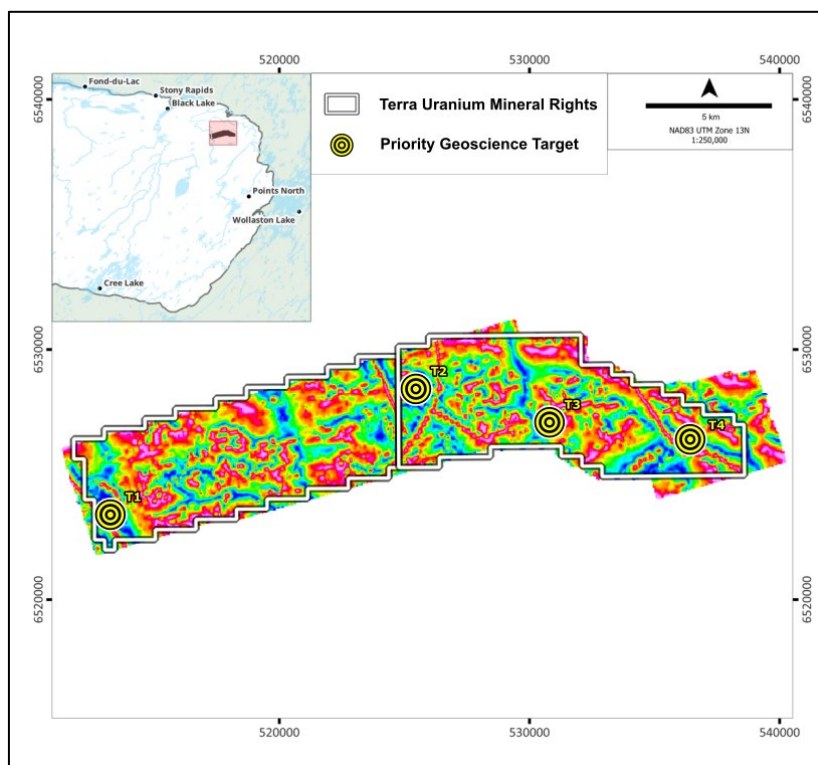 520000
530000
540000
6540000
6540000
Fond-du-Lac
Stony Rapids
Black Lake
Points North
Wollaston Lake
Cree Lake
Terra Uranium Mineral Rights
Priority Geoscience Target
5 km
NAD83 UTM Zone 13N
1:250,000
6530000
6530000
T2
T3
T4
T1
6520000
6520000
520000
530000
540000